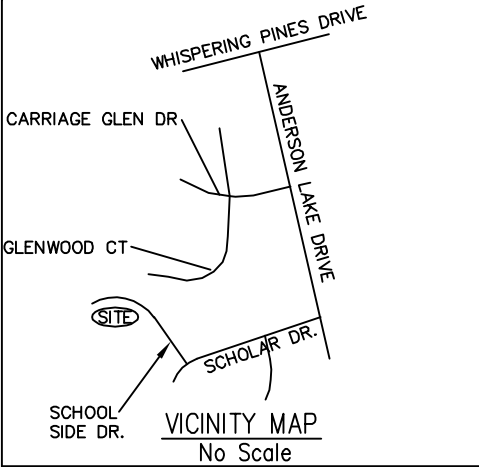 WHISPERING PINES DRIVE
CARRIAGE GLEN DR
ANDERSON LAKE DRIVE
GLENWOOD CT
SITE
SCHOLAR DR.
SCHOOL
SIDE DR.
VICINITY MAP
No Scale